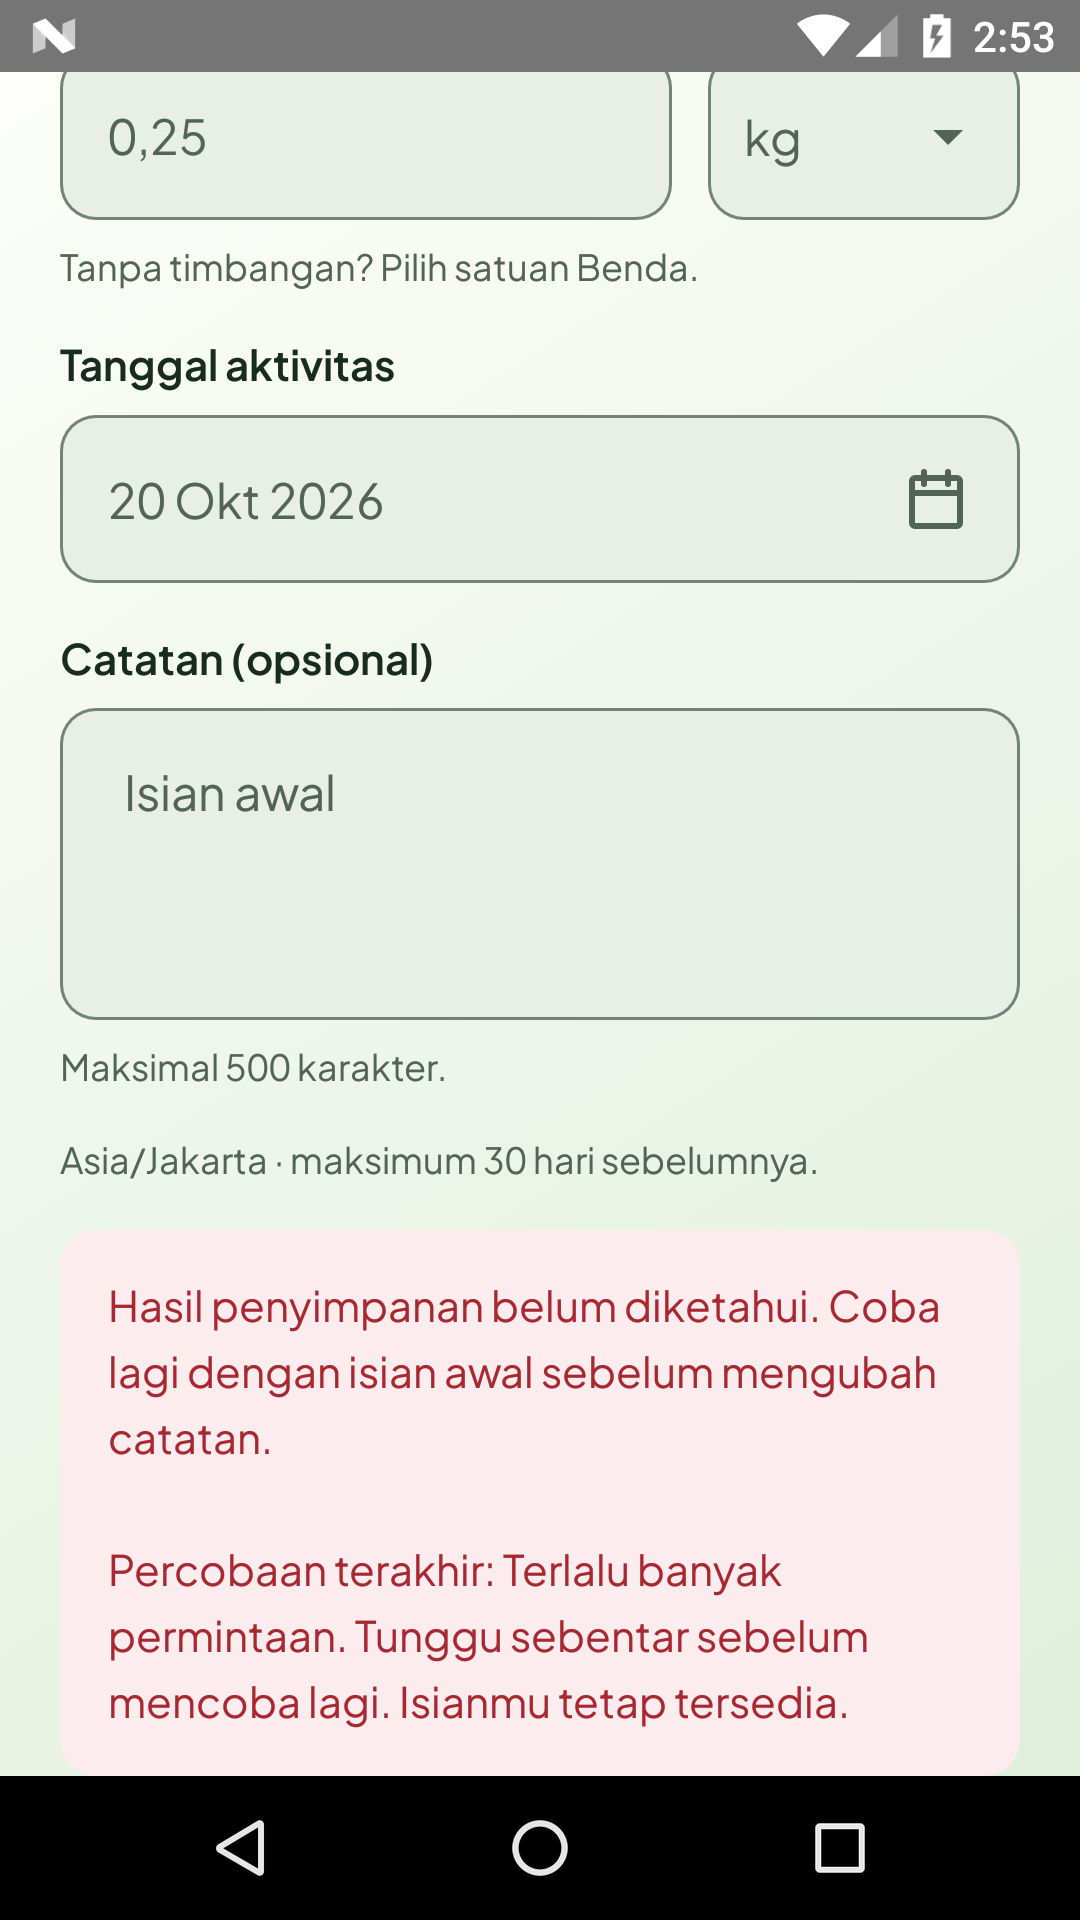 2:53
0,25
kg
Tanpa timbangan? Pilih satuan Benda.
Tanggal aktivitas
20 Okt 2026
Catatan (opsional)
Isian awal
Maksimal 500 karakter.
Asia/Jakarta · maksimum 30 hari sebelumnya.
Hasil penyimpanan belum diketahui. Coba
lagi dengan isian awal sebelum mengubah
catatan.
Percobaan terakhir: Terlalu banyak
permintaan. Tunggu sebentar sebelum
mencoba lagi. Isianmu tetap tersedia.